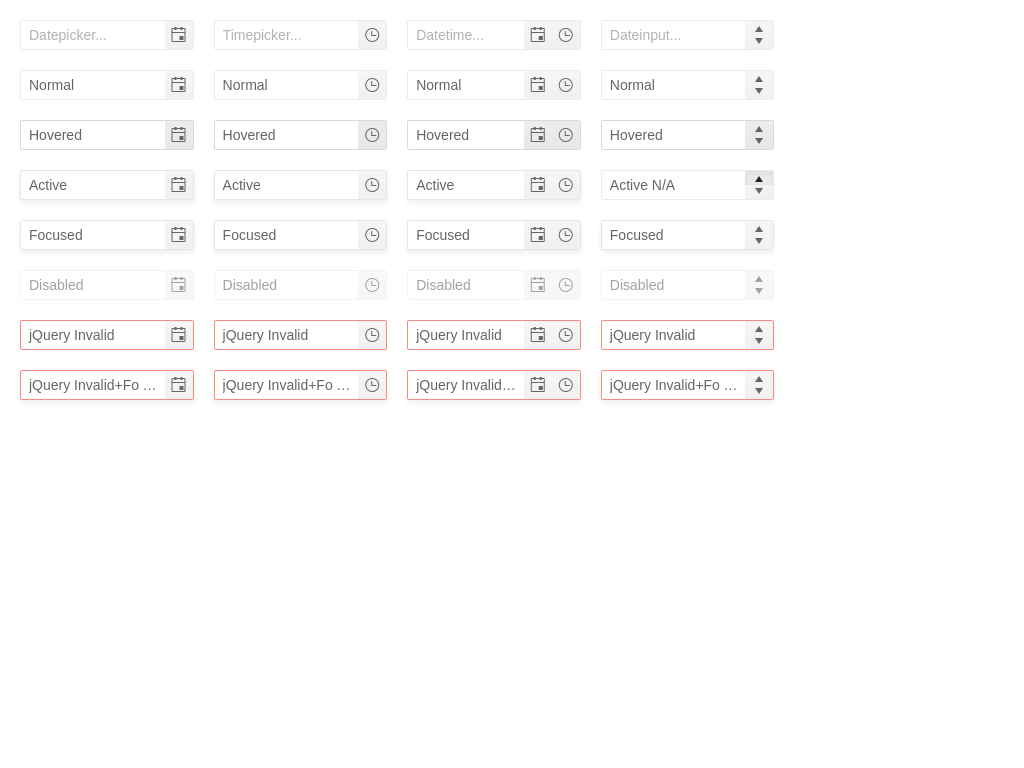 Datepicker... Timepicker... Datetime... Dateinput...
Normal Normal Normal Normal
Hovered Hovered Hovered Hovered
Active Active Active Active N/A
Focused Focused Focused Focused
Disabled Disabled Disabled Disabled
jQuery Invalid jQuery Invalid jQuery Invalid jQuery Invalid
jQuery Invalid+Fo ... jQuery Invalid+Fo ... jQuery Invalid... jQuery Invalid+Fo ...